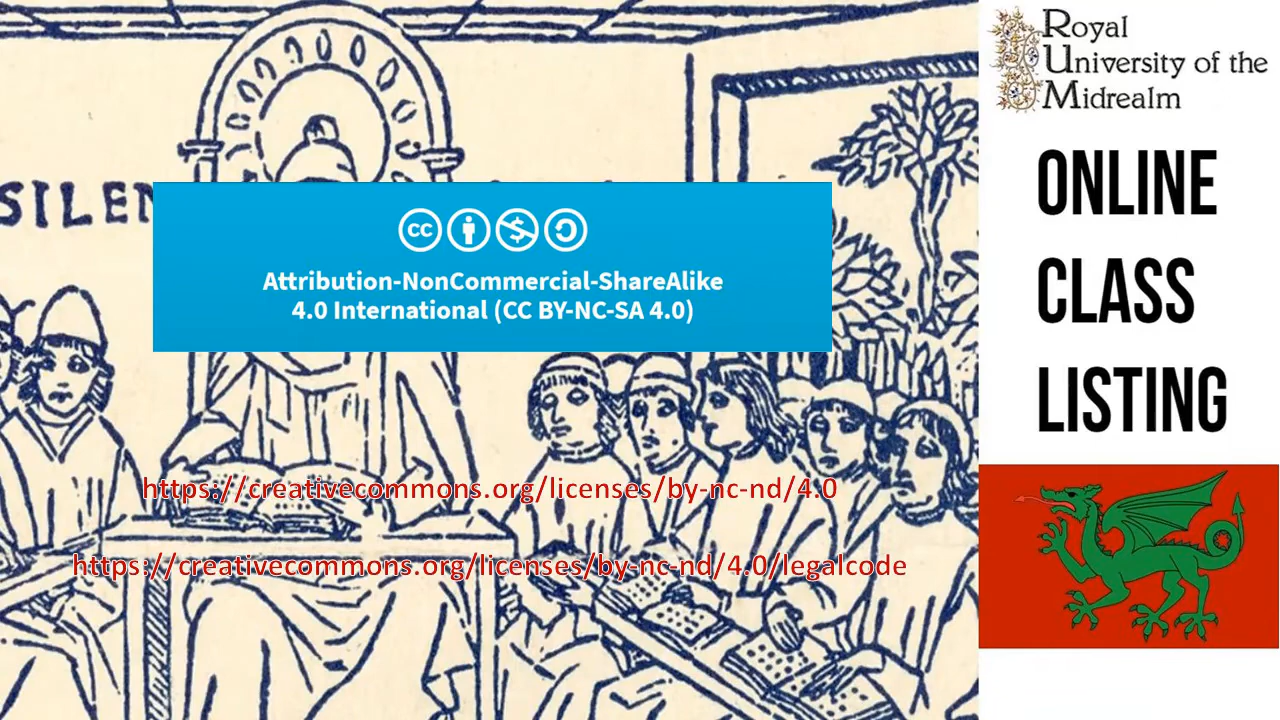 Royal
University of the
Midrealm
ONLINE
CLASS
LISTING
SILEN
cc
Attribution-NonCommercial-ShareAlike
4.0 International (CC BY-NC-SA 4.0)
https://creativecommons.org/licenses/by-nc-nd/4.0
https://creativecommons.org/licenses/by-nc-nd/4.0/legalcode